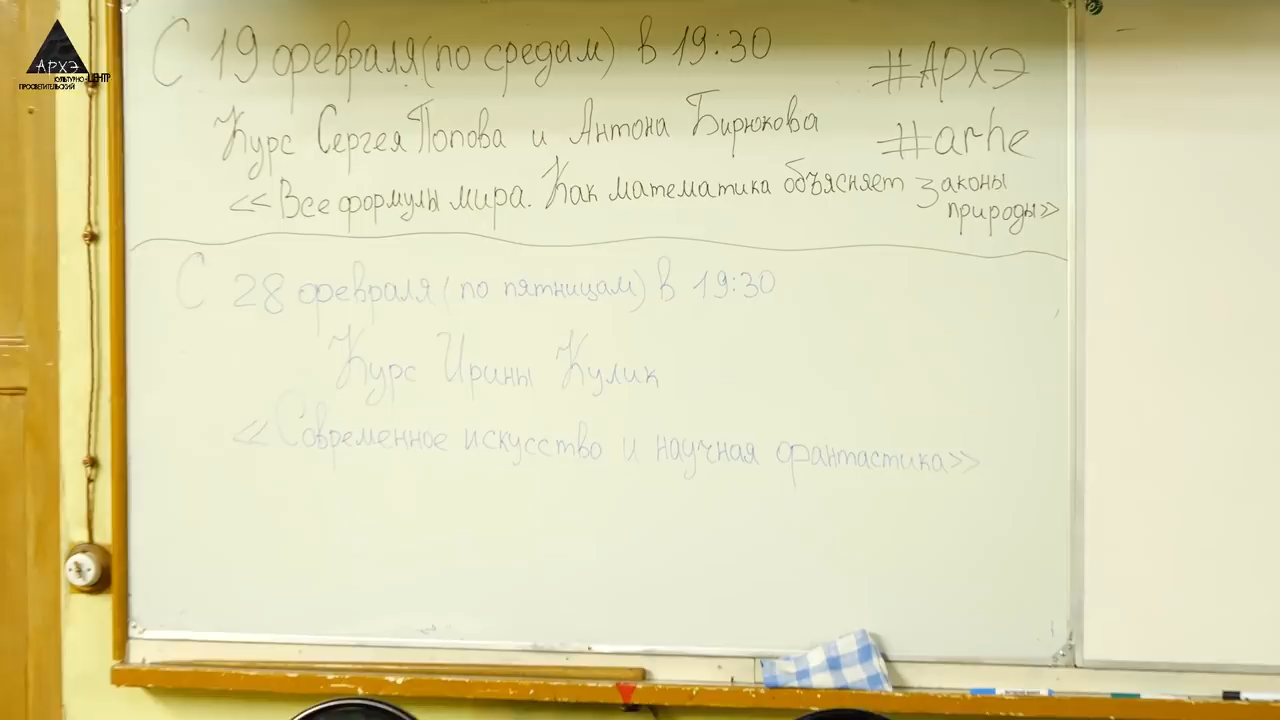 АРХЭ
КУЛЬТУРНО-
ПРОСВЕТИТЕЛЬСКИЙ
ЦЕНТР
С 19 февраля (по средам) в 19:30
#АРХЭ
Курс Сергея Попова и Антона Бирюкова
#arhe
<<Все формулы мира. Как математика объясняет законы
природы>>
С 28 февраля (по пятницам) в 19:30
Курс Ирины Кулик
<<Современное искусство и научная фантастика>>